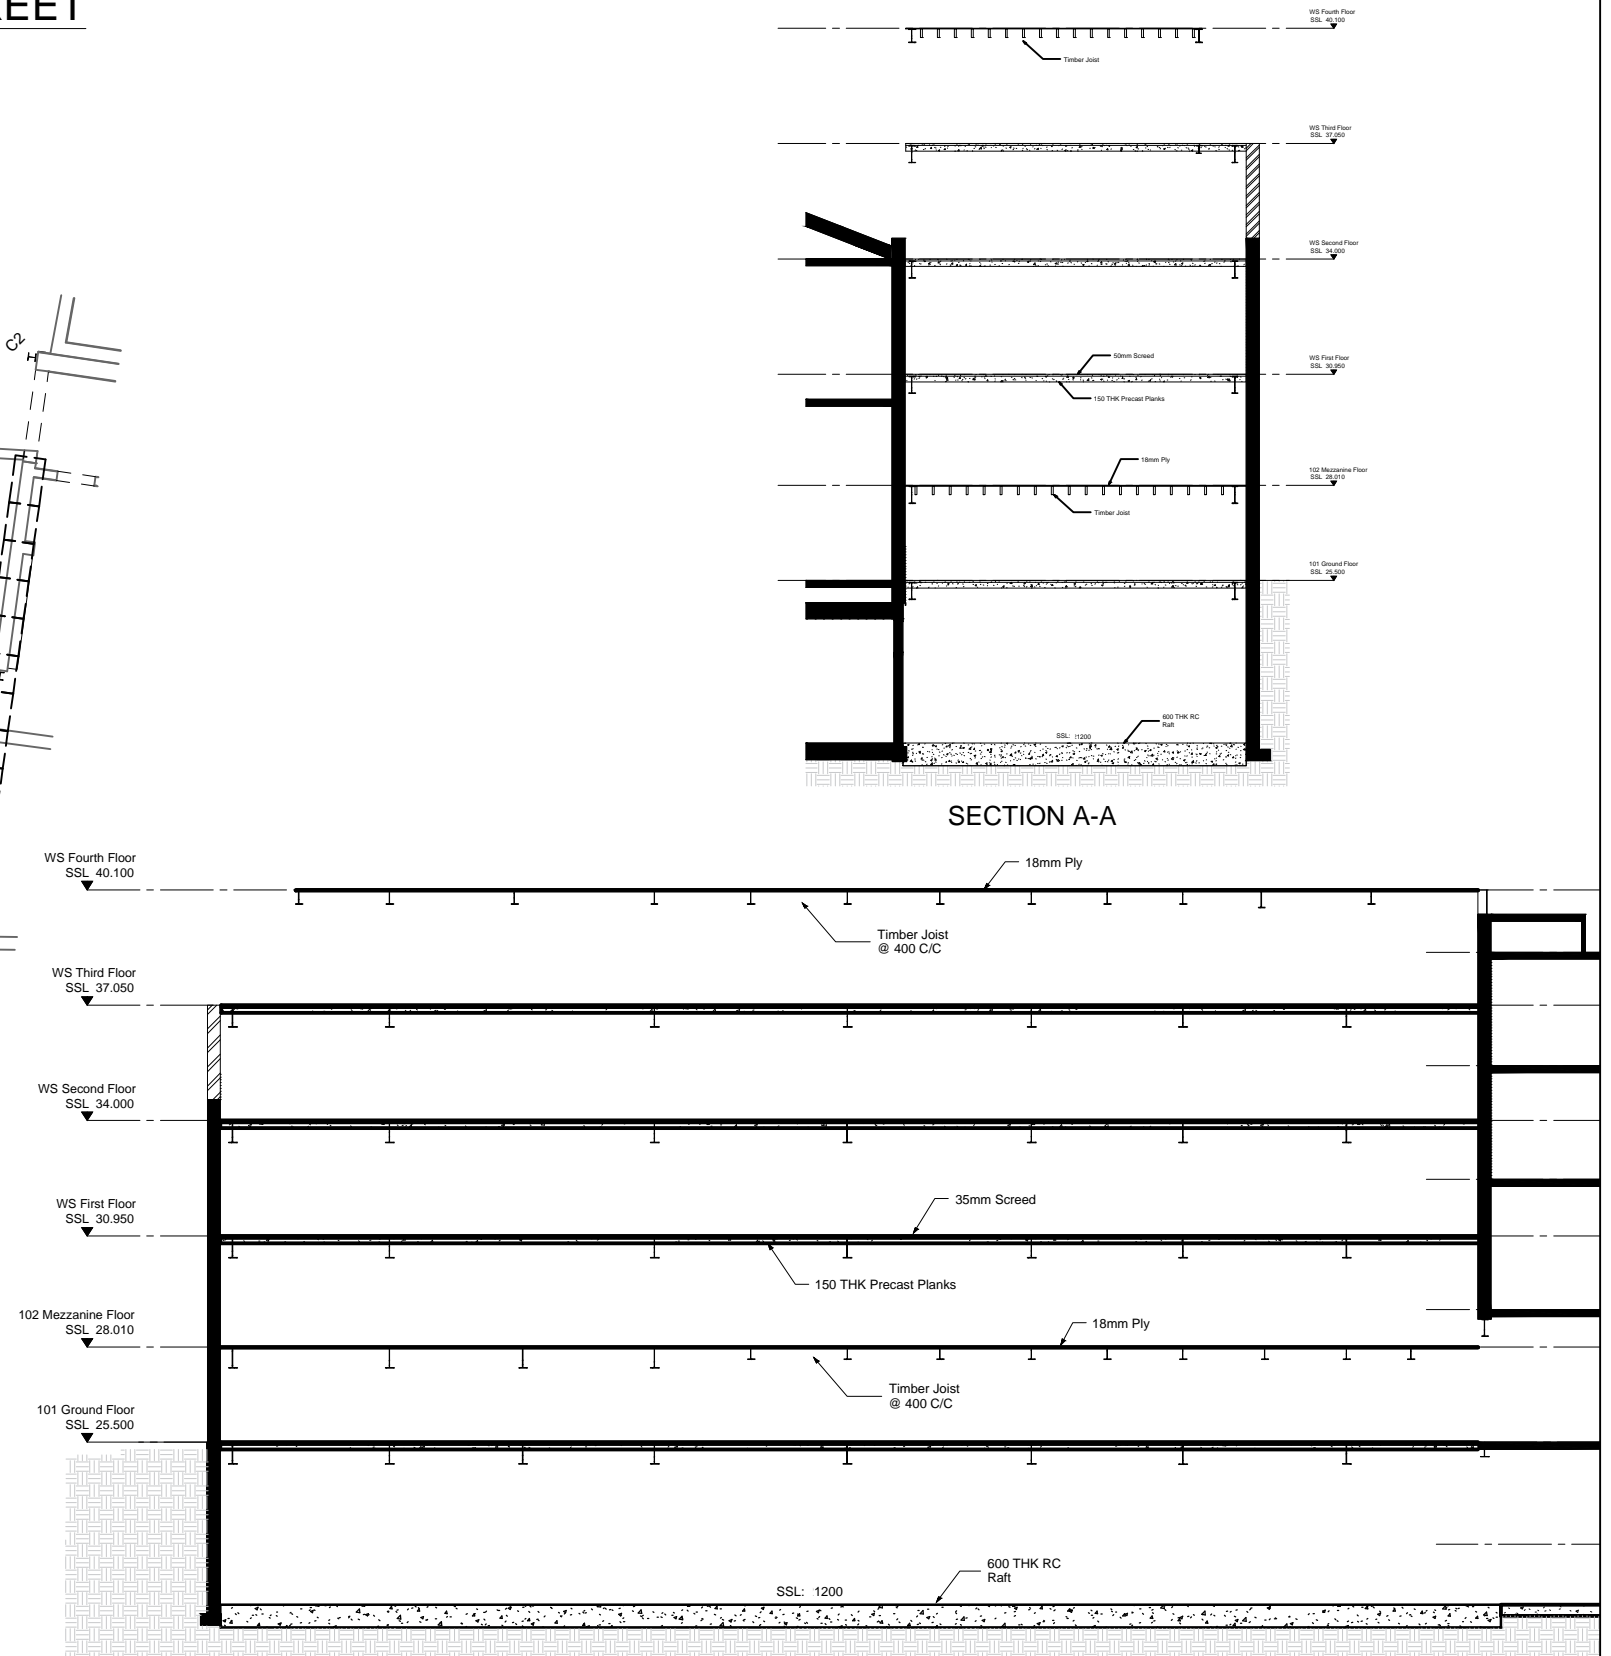 WS Fourth Floor
SSL 40.100
Timber Joist
WS Third Floor
SSL 37.050
WS Second Floor
SSL 34.000
C2
WS First Floor
SSL 30.950
50mm Screed
150 THK Precast Planks
18mm Ply
102 Mezzanine Floor
SSL 28.010
Timber Joist
101 Ground Floor
SSL 25.500
600 THK RC
Raft
SSL: 1200
SECTION A-A
WS Fourth Floor
SSL 40.100
18mm Ply
Timber Joist
@ 400 C/C
WS Third Floor
SSL 37.050
WS Second Floor
SSL 34.000
WS First Floor
SSL 30.950
35mm Screed
150 THK Precast Planks
102 Mezzanine Floor
SSL 28.010
18mm Ply
Timber Joist
@ 400 C/C
101 Ground Floor
SSL 25.500
600 THK RC
Raft
SSL: 1200